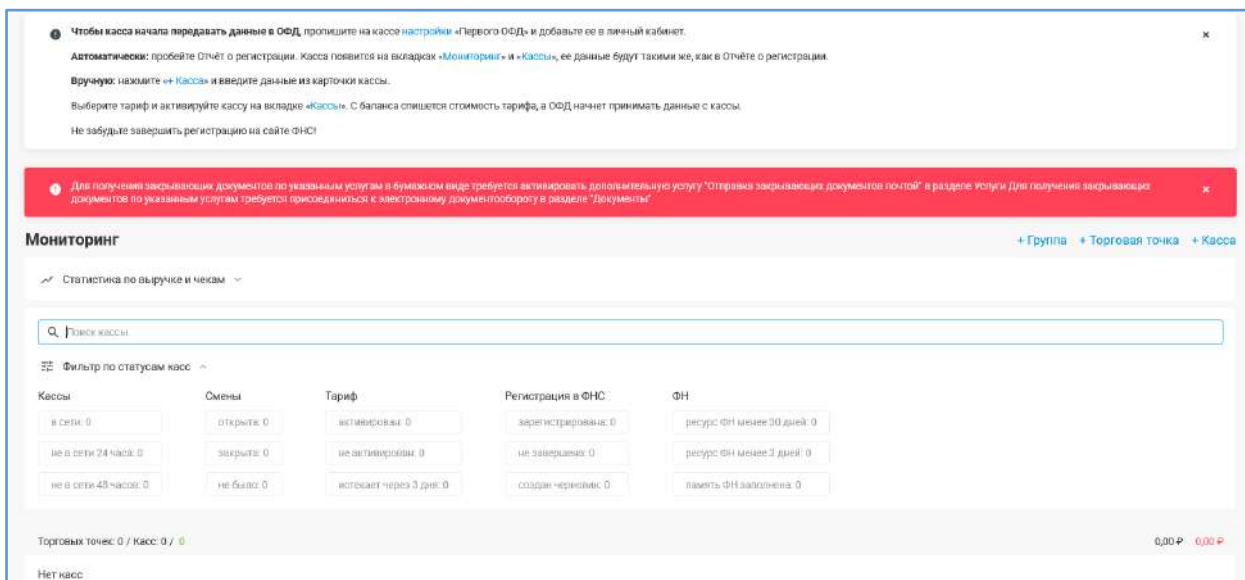 Чтобы касса начала передавать данные в ОФД, пропишите на кассе настройки «Первого ОФД» и добавьте ее в личный кабинет.
Автоматически: пробейте Отчёт о регистрации. Касса появится на вкладках «Мониторинг» и «Кассы», ее данные будут такими же, как в Отчёте о регистрации.
Вручную: нажмите «+ Касса» и введите данные из карточки кассы.
Выберите тариф и активируйте кассу на вкладке «Кассы». С баланса спишется стоимость тарифа, а ОФД начнет принимать данные с кассы.
Не забудьте завершить регистрацию на сайте ФНС!
Для получения закрывающих документов по указанным услугам в бумажном виде требуется активировать дополнительную услугу "Отправка закрывающих документов почтой" в разделе Услуги Для получения закрывающих
документов по указанным услугам требуется присоединиться к электронному документообороту в разделе "Документы"
Мониторинг + Группа + Торговая точка + Касса
Статистика по выручке и чекам
Поиск кассы
Фильтр по статусам касс
Кассы Смены Тариф Регистрация в ФНС ФН
в сети: 0 открыта: 0 активирован: 0 зарегистрирована: 0 ресурс ФН менее 30 дней: 0
не в сети 24 часа: 0 закрыта: 0 не активирован: 0 не завершена: 0 ресурс ФН менее 3 дней: 0
не в сети 48 часов: 0 не было: 0 истекает через 3 дня: 0 создан черновик: 0 память ФН заполнена: 0
Торговых точек: 0 / Касс: 0 / 0 0,00 ₽ 0,00 ₽
Нет касс